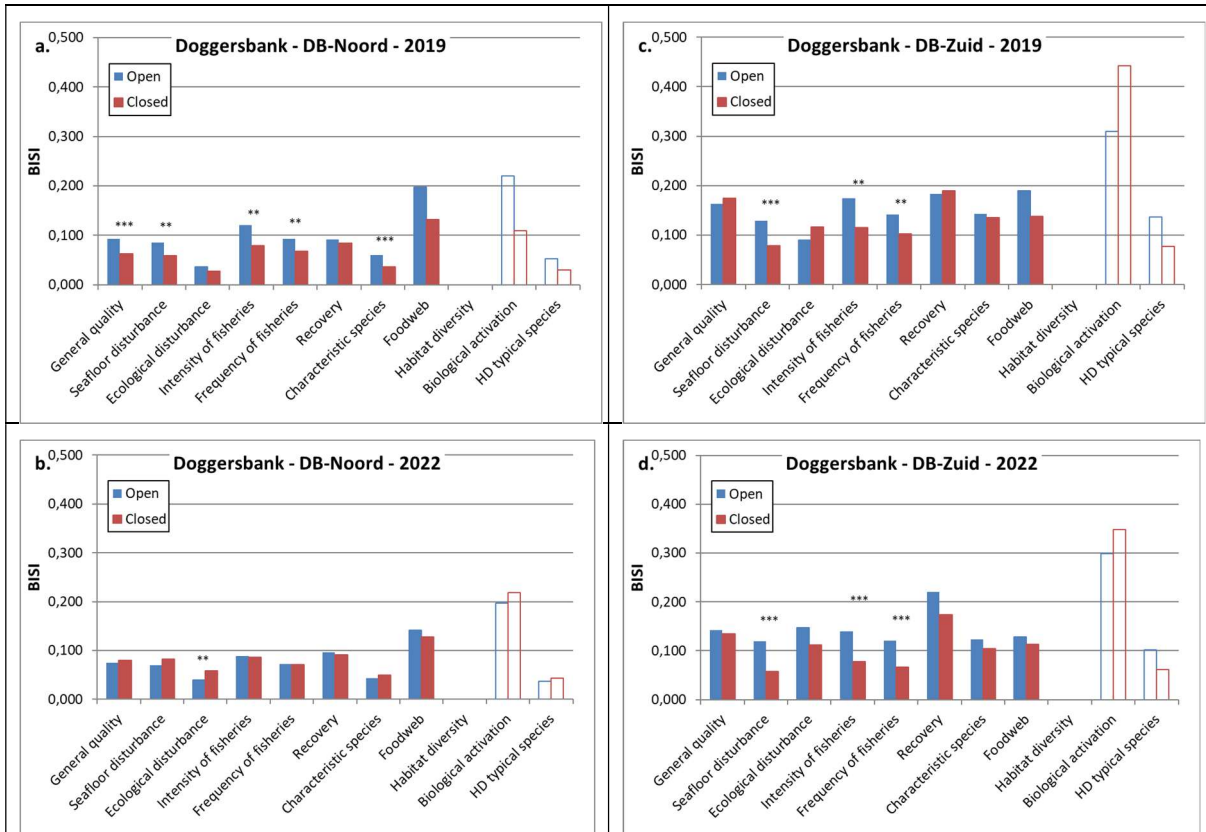 a.
Doggersbank - DB-Noord - 2019
0,500
0,400
0,300
0,200
0,100
0,000
BISI
Open
Closed
***
**
**
**
***
General quality
Seafloor disturbance
Ecological disturbance
Intensity of fisheries
Frequency of fisheries
Recovery
Characteristic species
Foodweb
Habitat diversity
Biological activation
HD typical species
c.
Doggersbank - DB-Zuid - 2019
0,500
0,400
0,300
0,200
0,100
0,000
BISI
Open
Closed
***
**
**
General quality
Seafloor disturbance
Ecological disturbance
Intensity of fisheries
Frequency of fisheries
Recovery
Characteristic species
Foodweb
Habitat diversity
Biological activation
HD typical species
b.
Doggersbank - DB-Noord - 2022
0,500
0,400
0,300
0,200
0,100
0,000
BISI
Open
Closed
**
General quality
Seafloor disturbance
Ecological disturbance
Intensity of fisheries
Frequency of fisheries
Recovery
Characteristic species
Foodweb
Habitat diversity
Biological activation
HD typical species
d.
Doggersbank - DB-Zuid - 2022
0,500
0,400
0,300
0,200
0,100
0,000
BISI
Open
Closed
***
***
***
General quality
Seafloor disturbance
Ecological disturbance
Intensity of fisheries
Frequency of fisheries
Recovery
Characteristic species
Foodweb
Habitat diversity
Biological activation
HD typical species